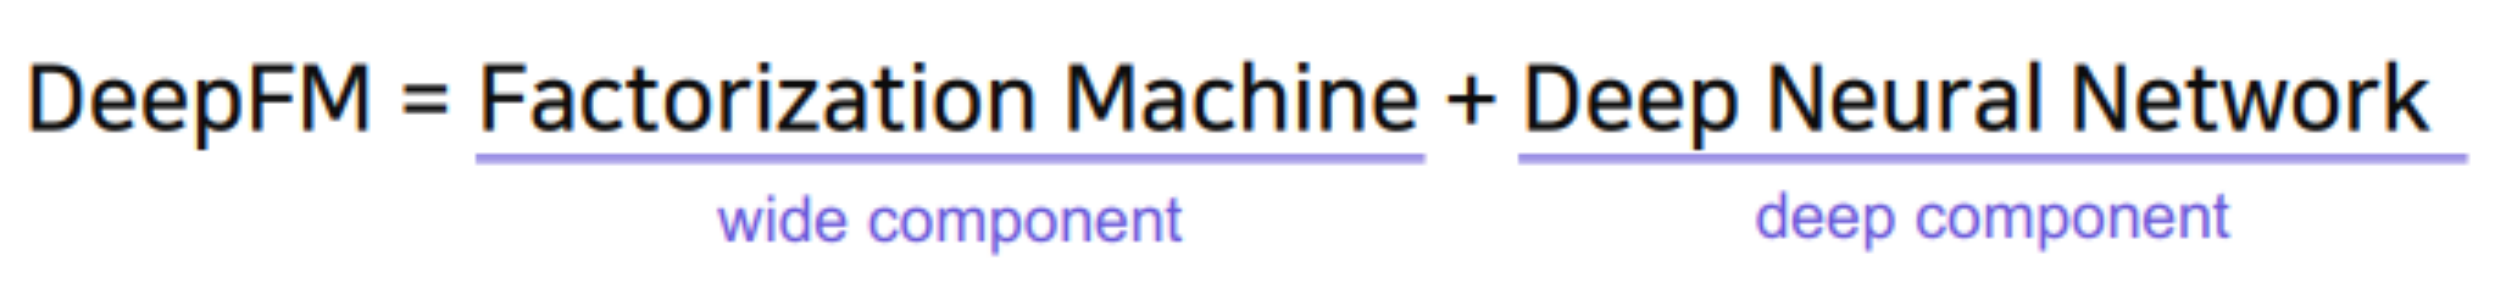 DeepFM = Factorization Machine + Deep Neural Network
wide component deep component